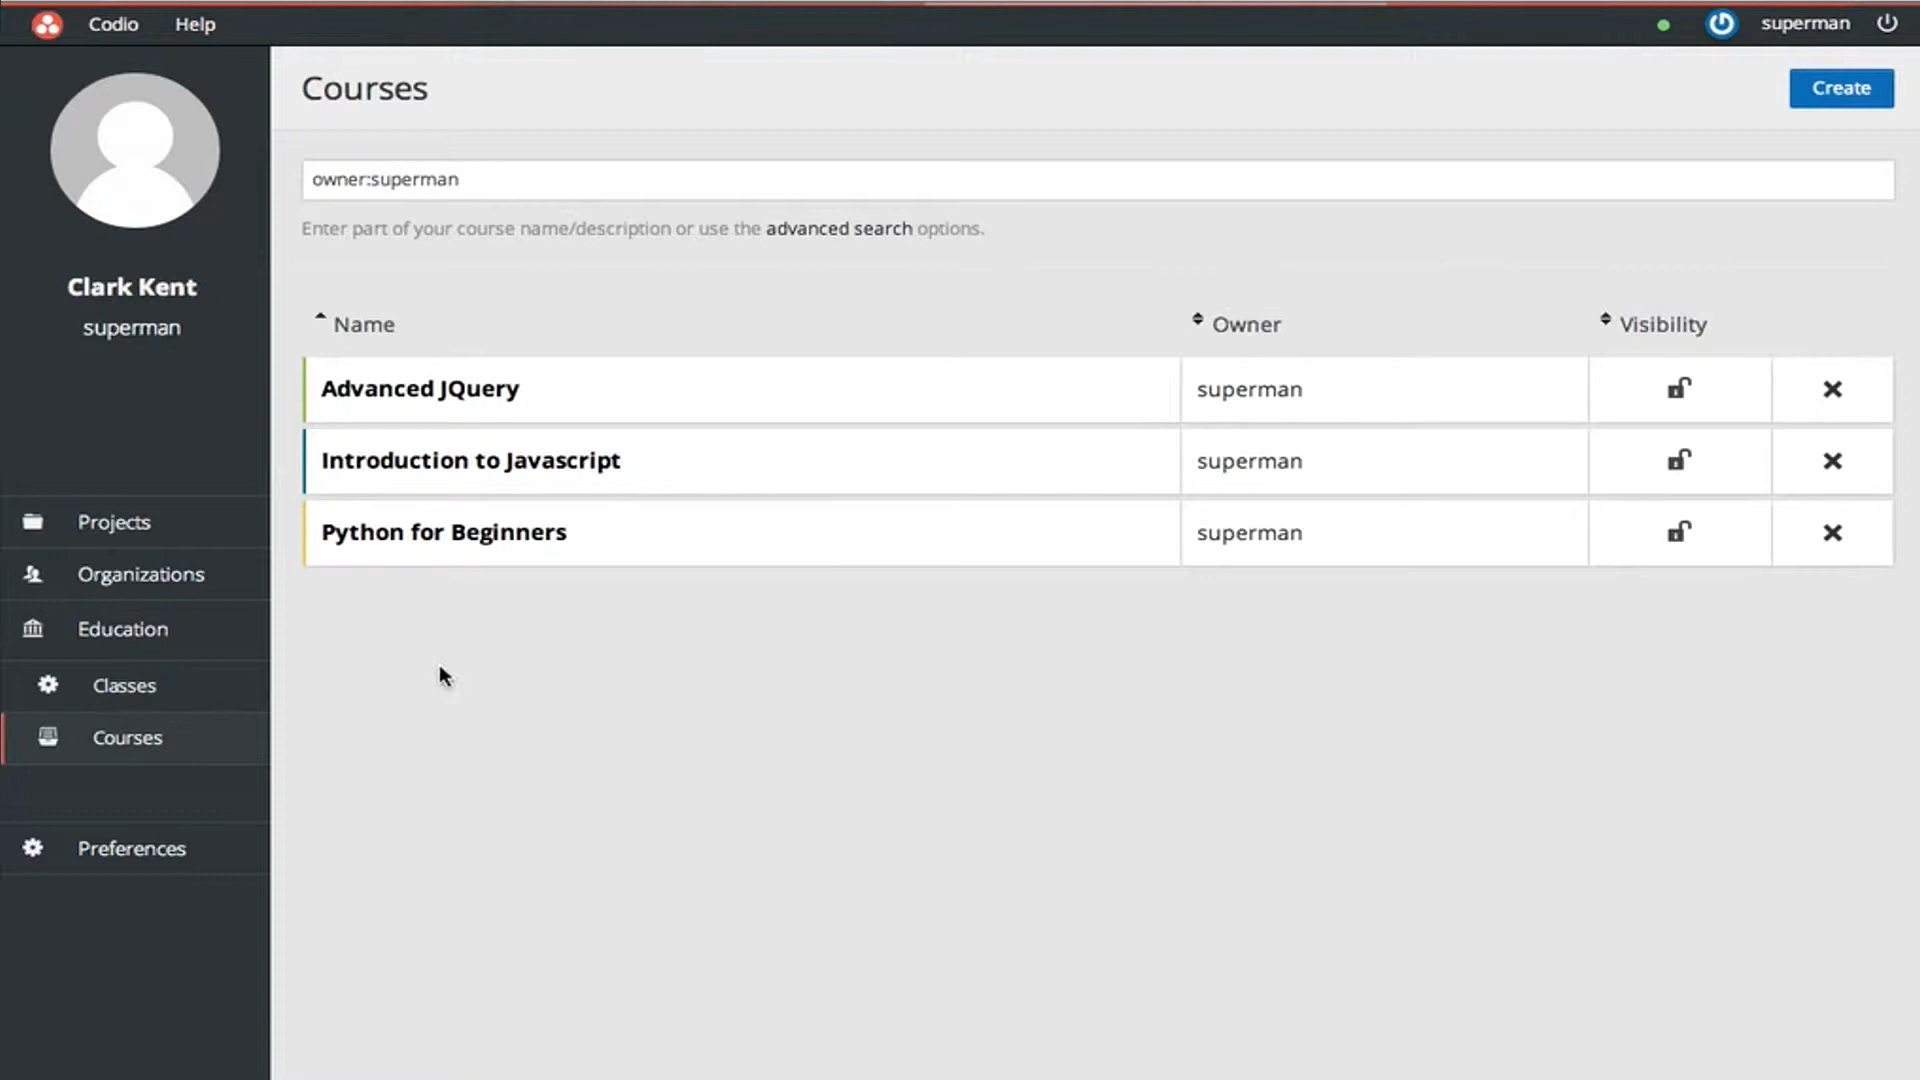 Codio Help superman
Courses
Create
owner:superman
Enter part of your course name/description or use the advanced search options.
Clark Kent
superman
Name Owner Visibility
Advanced JQuery superman
Introduction to Javascript superman
Python for Beginners superman
Projects
Organizations
Education
Classes
Courses
Preferences